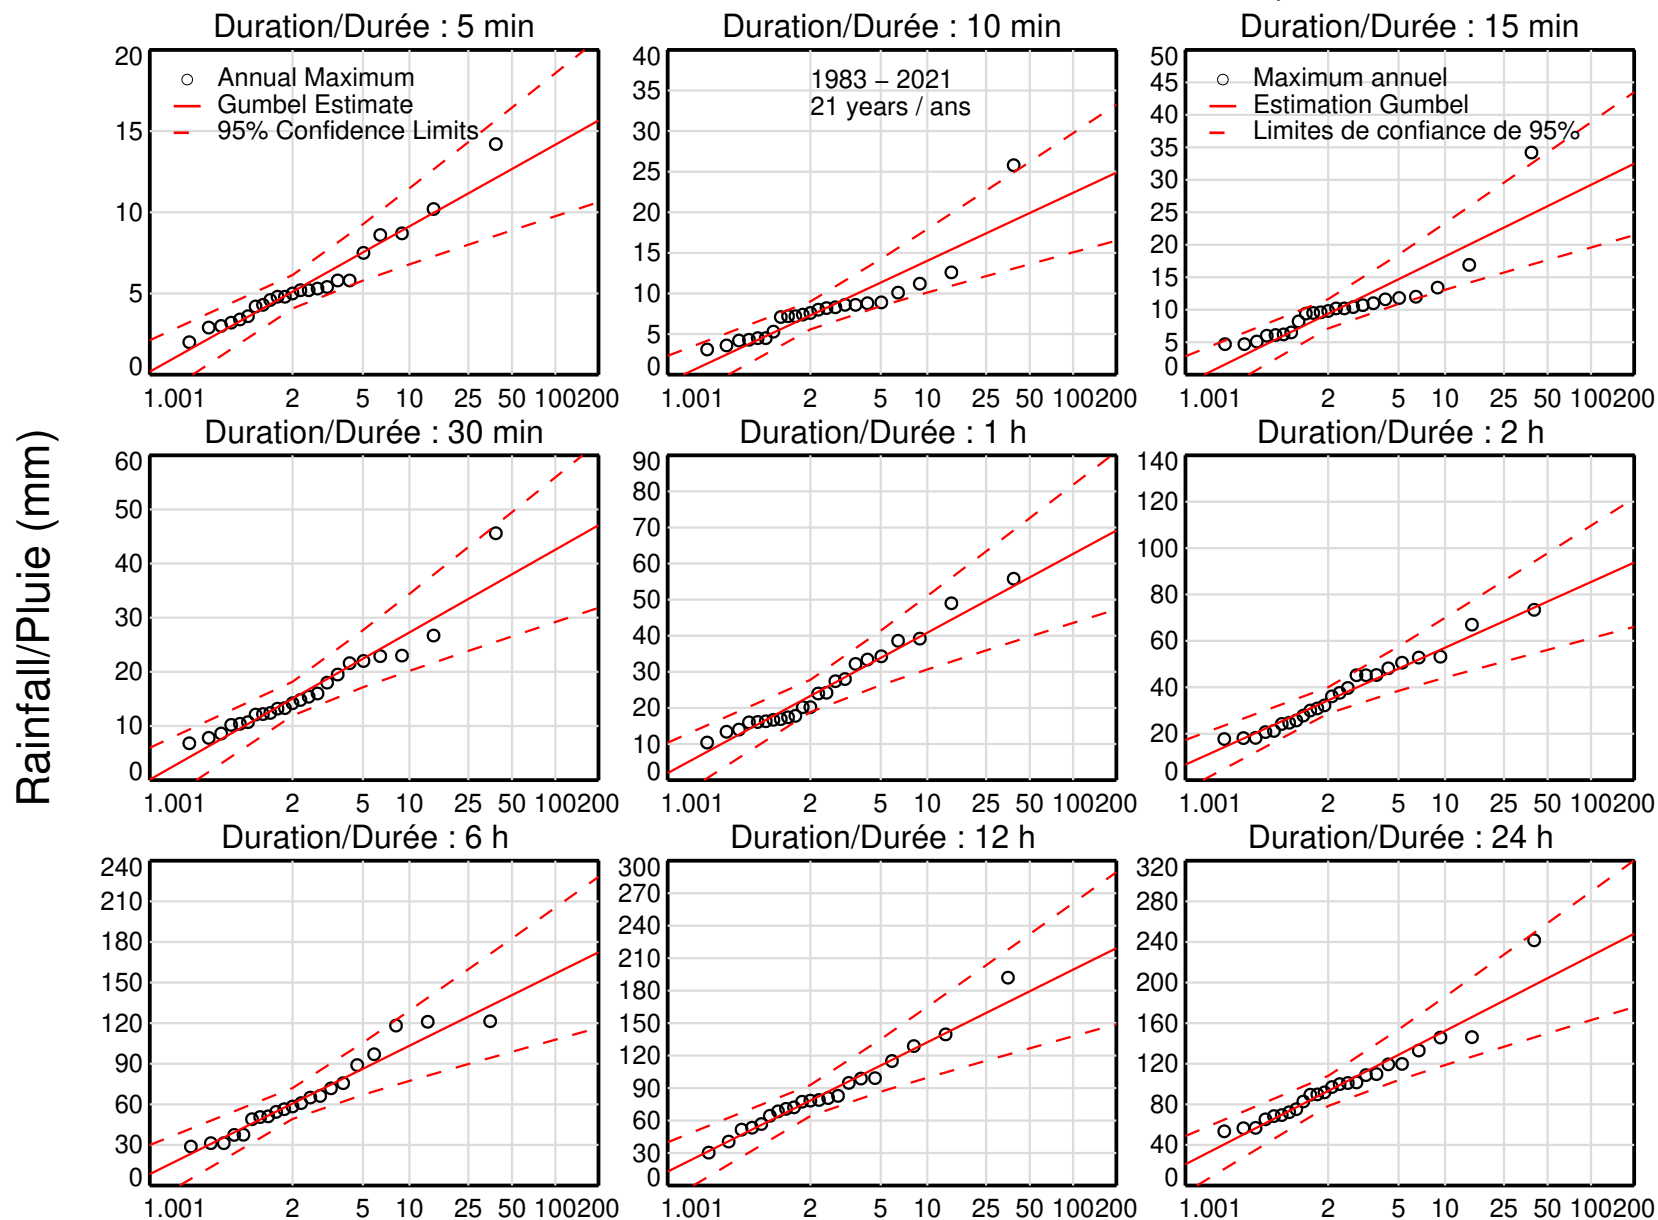 Duration/Durée : 5 min
Duration/Durée : 10 min
Duration/Durée : 15 min
20
15
10
5
0
Annual Maximum
Gumbel Estimate
95% Confidence Limits
1.001 2 5 10 25 50 100200
40
35
30
25
20
15
10
5
0
1983 – 2021
21 years / ans
1.001 2 5 10 25 50 100200
50
45
40
35
30
25
20
15
10
5
0
Maximum annuel
Estimation Gumbel
Limites de confiance de 95%
1.001 2 5 10 25 50 100200
Rainfall/Pluie (mm)
Duration/Durée : 30 min
Duration/Durée : 1 h
Duration/Durée : 2 h
60
50
40
30
20
10
0
1.001 2 5 10 25 50 100200
90
80
70
60
50
40
30
20
10
0
1.001 2 5 10 25 50 100200
140
120
100
80
60
40
20
0
1.001 2 5 10 25 50 100200
Duration/Durée : 6 h
Duration/Durée : 12 h
Duration/Durée : 24 h
240
210
180
150
120
90
60
30
0
1.001 2 5 10 25 50 100200
300
270
240
210
180
150
120
90
60
30
0
1.001 2 5 10 25 50 100200
320
280
240
200
160
120
80
40
0
1.001 2 5 10 25 50 100200